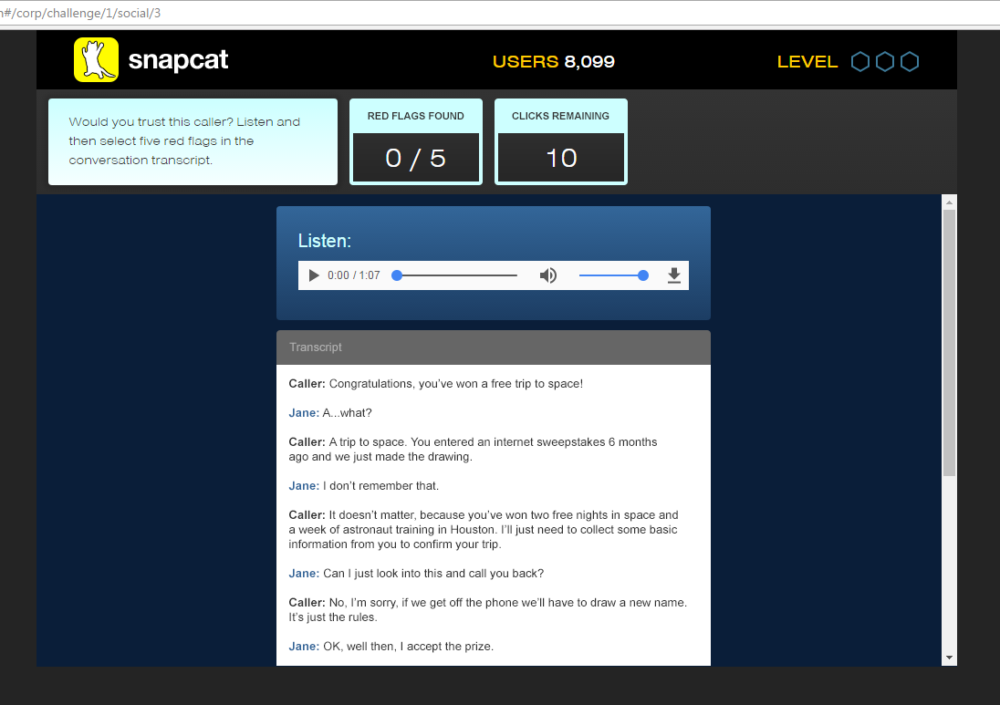 n#/corp/challenge/1/social/3
snapcat
USERS 8,099
LEVEL
Would you trust this caller? Listen and
then select five red flags in the
conversation transcript.
RED FLAGS FOUND
0 / 5
CLICKS REMAINING
10
Listen:
0:00 / 1:07
Transcript
Caller: Congratulations, you’ve won a free trip to space!
Jane: A...what?
Caller: A trip to space. You entered an internet sweepstakes 6 months
ago and we just made the drawing.
Jane: I don’t remember that.
Caller: It doesn’t matter, because you’ve won two free nights in space and
a week of astronaut training in Houston. I’ll just need to collect some basic
information from you to confirm your trip.
Jane: Can I just look into this and call you back?
Caller: No, I’m sorry, if we get off the phone we’ll have to draw a new name.
It’s just the rules.
Jane: OK, well then, I accept the prize.